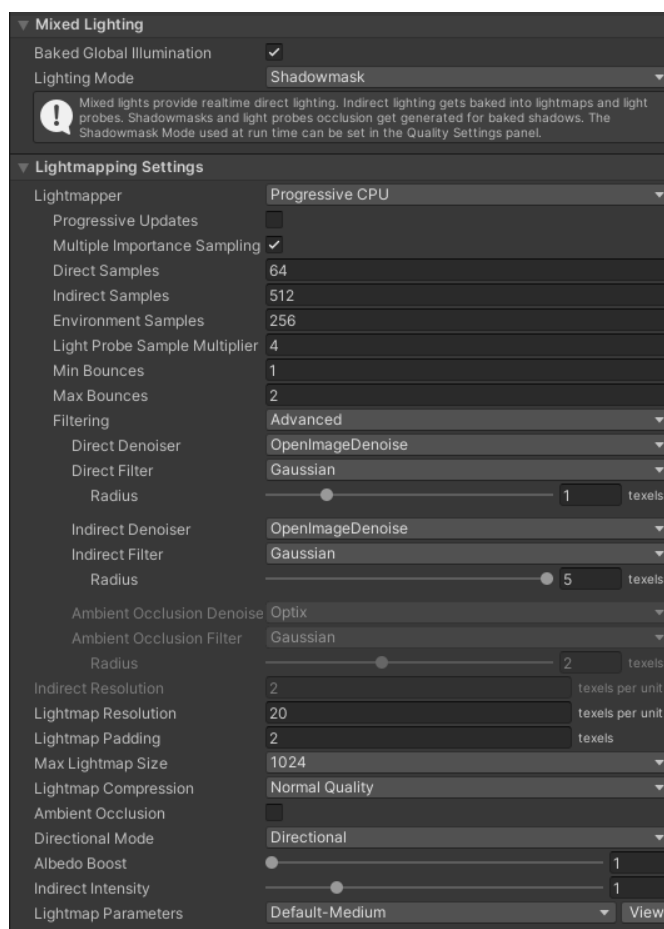 Mixed Lighting
Baked Global Illumination
Lighting Mode Shadowmask
Mixed lights provide realtime direct lighting. Indirect lighting gets baked into lightmaps and light
probes. Shadowmasks and light probes occlusion get generated for baked shadows. The
Shadowmask Mode used at run time can be set in the Quality Settings panel.
Lightmapping Settings
Lightmapper Progressive CPU
Progressive Updates
Multiple Importance Sampling
Direct Samples 64
Indirect Samples 512
Environment Samples 256
Light Probe Sample Multiplier 4
Min Bounces 1
Max Bounces 2
Filtering Advanced
Direct Denoiser OpenImageDenoise
Direct Filter Gaussian
Radius 1 texels
Indirect Denoiser OpenImageDenoise
Indirect Filter Gaussian
Radius 5 texels
Ambient Occlusion Denoise Optix
Ambient Occlusion Filter Gaussian
Radius 2 texels
Indirect Resolution 2 texels per unit
Lightmap Resolution 20 texels per unit
Lightmap Padding 2 texels
Max Lightmap Size 1024
Lightmap Compression Normal Quality
Ambient Occlusion
Directional Mode Directional
Albedo Boost 1
Indirect Intensity 1
Lightmap Parameters Default-Medium View